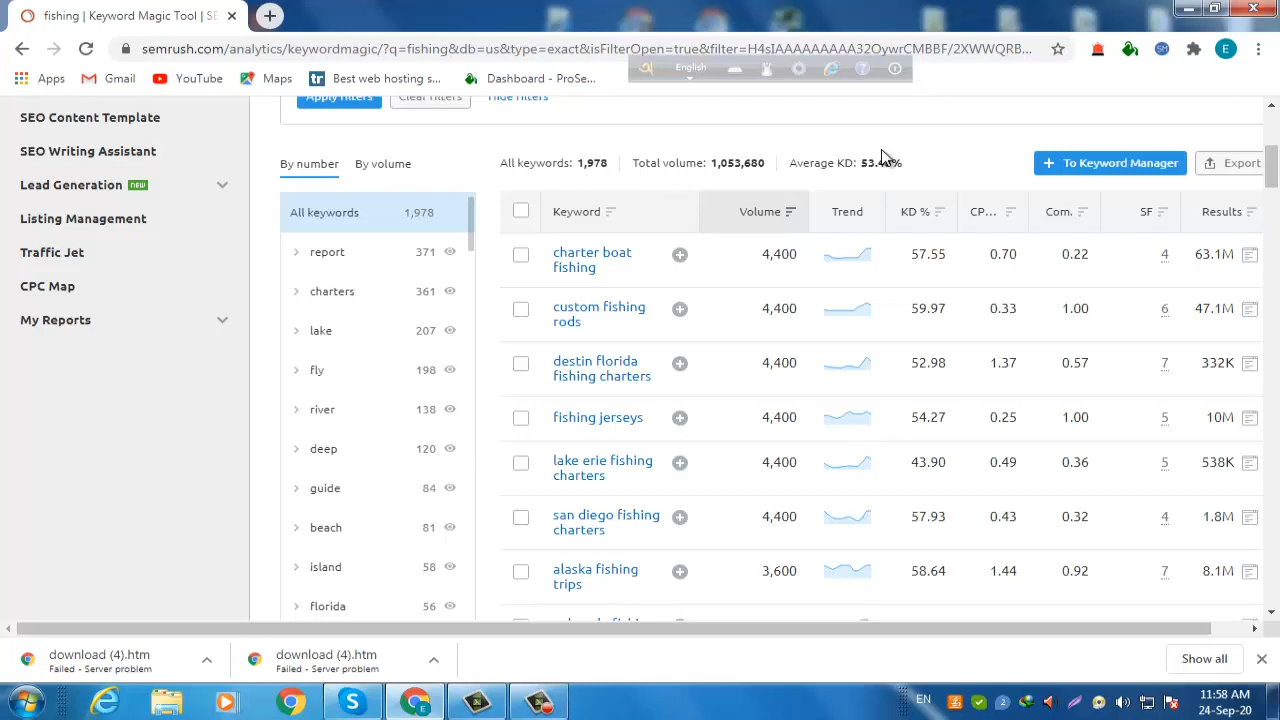 fishing | Keyword Magic Tool | SE
semrush.com/analytics/keywordmagic/?q=fishing&db=us&type=exact&isFilterOpen=true&filter=H4sIAAAAAAAAA32OywrCMBBF/2XWWQRB...
Apps
Gmail
YouTube
Maps
Best web hosting s...
Dashboard - ProSe...
English
Apply filters
Clear filters
Hide filters
SEO Content Template
SEO Writing Assistant
Lead Generation NEW
Listing Management
Traffic Jet
CPC Map
My Reports
By number
By volume
All keywords: 1,978
Total volume: 1,053,680
Average KD:
To Keyword Manager
Export
All keywords 1,978
report 371
charters 361
lake 207
fly 198
river 138
deep 120
guide 84
beach 81
island 58
florida 56
Keyword Volume Trend KD % CP... Com. SF Results
charter boat fishing 4,400 57.55 0.70 0.22 4 63.1M
custom fishing rods 4,400 59.97 0.33 1.00 6 47.1M
destin florida fishing charters 4,400 52.98 1.37 0.57 7 332K
fishing jerseys 4,400 54.27 0.25 1.00 5 10M
lake erie fishing charters 4,400 43.90 0.49 0.36 5 538K
san diego fishing charters 4,400 57.93 0.43 0.32 4 1.8M
alaska fishing trips 3,600 58.64 1.44 0.92 7 8.1M
download (4).htm
Failed - Server problem
download (4).htm
Failed - Server problem
Show all
EN
11:58 AM
24-Sep-20